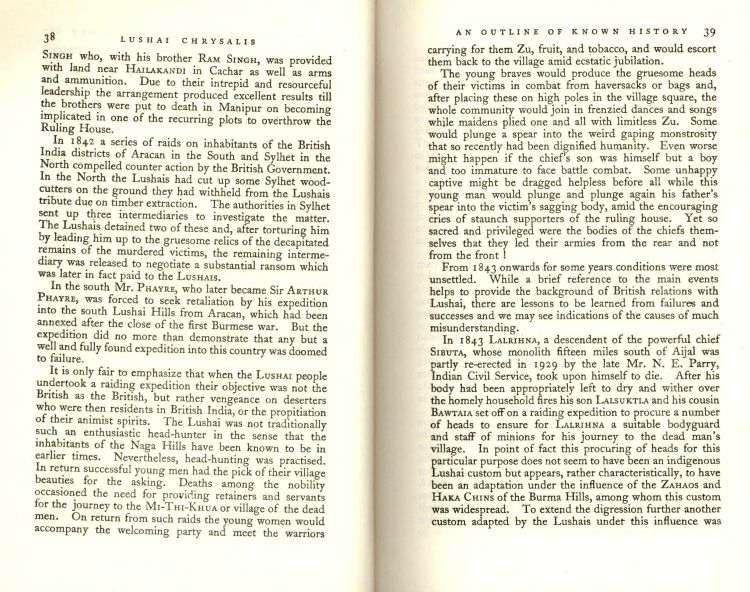 38 LUSHAI CHRYSALIS
SINGH who, with his brother RAM SINGH, was provided
with land near HAILAKANDI in Cachar as well as arms
and ammunition. Due to their intrepid and resourceful
leadership the arrangement produced excellent results till
the brothers were put to death in Manipur on becoming
implicated in one of the recurring plots to overthrow the
Ruling House.
In 1842 a series of raids on inhabitants of the British
India districts of Aracan in the South and Sylhet in the
North compelled counter action by the British Government.
In the North the Lushais had cut up some Sylhet wood-
cutters on the ground they had withheld from the Lushais
tribute due on timber extraction. The authorities in Sylhet
sent up three intermediaries to investigate the matter.
The Lushais detained two of these and, after torturing him
by leading him up to the gruesome relics of the decapitated
remains of the murdered victims, the remaining interme-
diary was released to negotiate a substantial ransom which
was later in fact paid to the LUSHAIS.
In the south Mr. PHAYRE, who later became Sir ARTHUR
PHAYRE, was forced to seek retaliation by his expedition
into the south Lushai Hills from Aracan, which had been
annexed after the close of the first Burmese war. But the
expedition did no more than demonstrate that any but a
well and fully found expedition into this country was doomed
to failure.
It is only fair to emphasize that when the LUSHAI people
undertook a raiding expedition their objective was not the
British as the British, but rather vengeance on deserters
who were then residents in British India, or the propitiation
of their animist spirits. The Lushai was not traditionally
such an enthusiastic head-hunter in the sense that the
inhabitants of the Naga Hills have been known to be in
earlier times. Nevertheless, head-hunting was practised.
In return successful young men had the pick of their village
beauties for the asking. Deaths among the nobility
occasioned the need for providing retainers and servants
for the journey to the MI-THI-KHUA or village of the dead
men. On return from such raids the young women would
accompany the welcoming party and meet the warriors
AN OUTLINE OF KNOWN HISTORY 39
carrying for them Zu, fruit, and tobacco, and would escort
them back to the village amid ecstatic jubilation.
The young braves would produce the gruesome heads
of their victims in combat from haversacks or bags and,
after placing these on high poles in the village square, the
whole community would join in frenzied dances and songs
while maidens plied one and all with limitless Zu. Some
would plunge a spear into the weird gaping monstrosity
that so recently had been dignified humanity. Even worse
might happen if the chief's son was himself but a boy
and too immature to face battle combat. Some unhappy
captive might be dragged helpless before all while this
young man would plunge and plunge again his father's
spear into the victim's sagging body, amid the encouraging
cries of staunch supporters of the ruling house. Yet so
sacred and privileged were the bodies of the chiefs them-
selves that they led their armies from the rear and not
from the front !
From 1843 onwards for some years conditions were most
unsettled. While a brief reference to the main events
helps to provide the background of British relations with
Lushai, there are lessons to be learned from failures and
successes and we may see indications of the causes of much
misunderstanding.
In 1843 LALRIHNA, a descendent of the powerful chief
SIBUTA, whose monolith fifteen miles south of Aijal was
partly re-erected in 1929 by the late Mr. N. E. Parry,
Indian Civil Service, took upon himself to die. After his
body had been appropriately left to dry and wither over
the homely household fires his son LALSUKTLA and his cousin
BAWTAIA set off on a raiding expedition to procure a number
of heads to ensure for LALRIHNA a suitable bodyguard
and staff of minions for his journey to the dead man's
village. In point of fact this procuring of heads for this
particular purpose does not seem to have been an indigenous
Lushai custom but appears, rather characteristically, to have
been an adaptation under the influence of the ZAHAOS and
HAKA CHINS of the Burma Hills, among whom this custom
was widespread. To extend the digression further another
custom adapted by the Lushais under this influence was